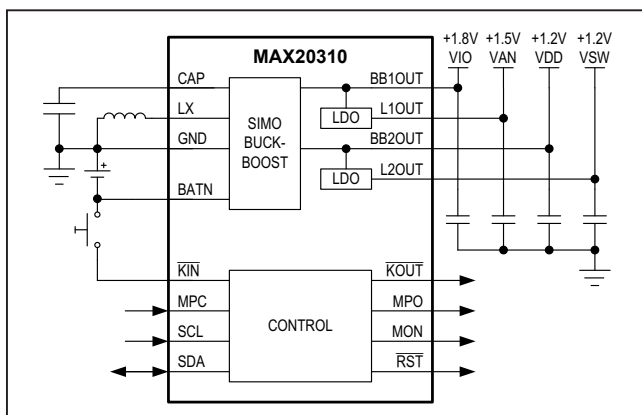 MAX20310
+1.8V +1.5V +1.2V +1.2V
VIO VAN VDD VSW
CAP
LX
GND
BATN
SIMO
BUCK-
BOOST
LDO
LDO
BB1OUT
L1OUT
BB2OUT
L2OUT
+
KIN
MPC
SCL
SDA
CONTROL
KOUT
MPO
MON
RST